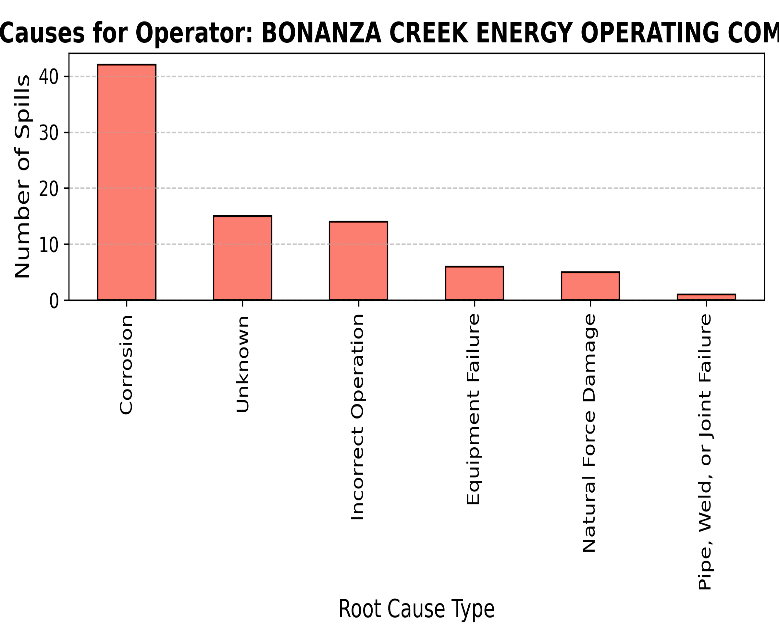 Causes for Operator: BONANZA CREEK ENERGY OPERATING COM
Number of Spills
40
30
20
10
0
Corrosion
Unknown
Incorrect Operation
Equipment Failure
Natural Force Damage
Pipe, Weld, or Joint Failure
Root Cause Type